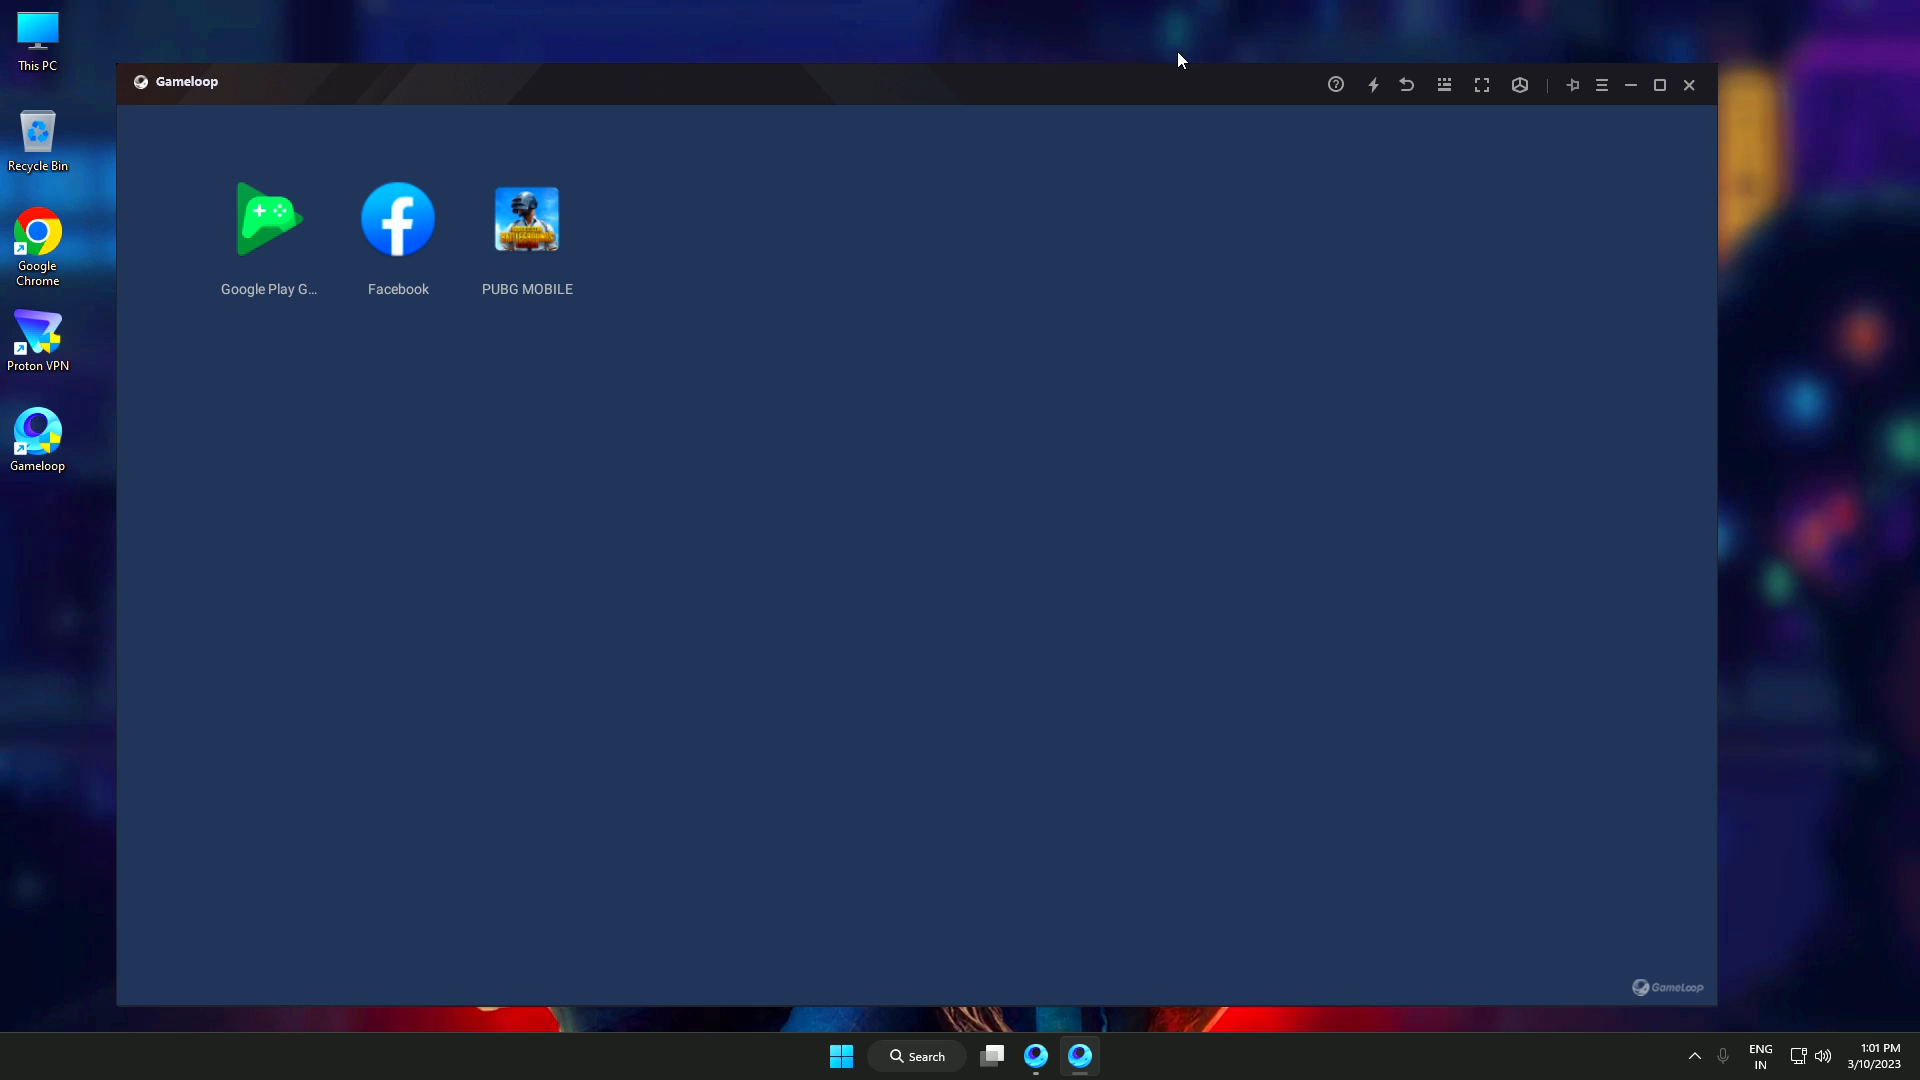 This PC
Recycle Bin
Google
Chrome
Proton VPN
Gameloop
Gameloop
Google Play G...
Facebook
PUBG MOBILE
BATTLEGROUNDS
GameLoop
Search
ENG
IN
1:01 PM
3/10/2023